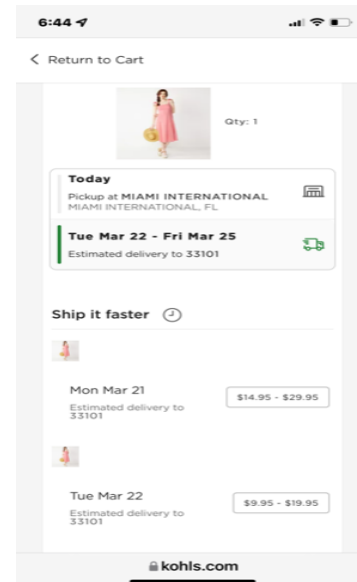 6:44
Return to Cart
Qty: 1
Today
Pickup at MIAMI INTERNATIONAL
MIAMI INTERNATIONAL, FL
Tue Mar 22 - Fri Mar 25
Estimated delivery to 33101
Ship it faster
Mon Mar 21
$14.95 - $29.95
Estimated delivery to
33101
Tue Mar 22
$9.95 - $19.95
Estimated delivery to
33101
kohls.com